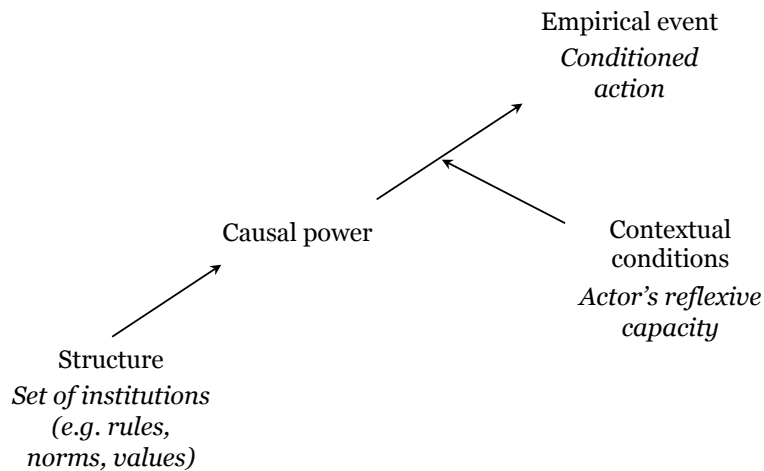 Empirical event
Conditioned
action
Causal power
Contextual
conditions
Actor’s reflexive
capacity
Structure
Set of institutions
(e.g. rules,
norms, values)